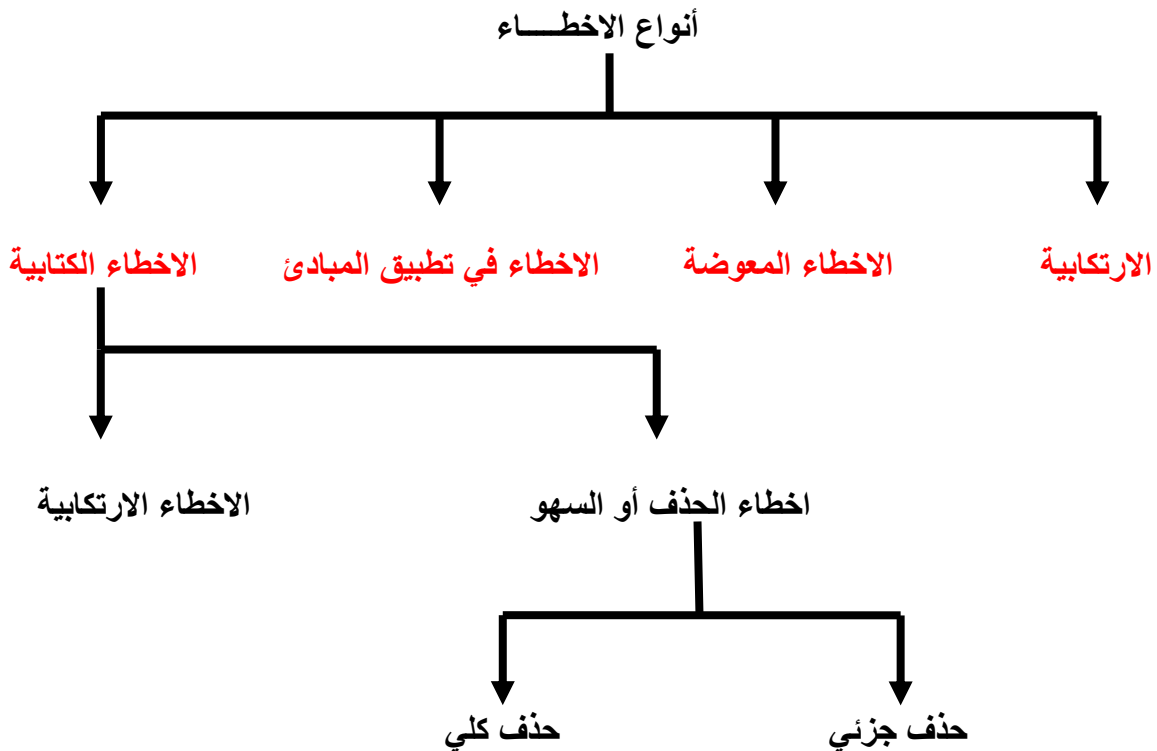 أنواع الاخطـــــاء
الارتكابية
الاخطاء المعوضة
الاخطاء في تطبيق المبادئ
الاخطاء الكتابية
اخطاء الحذف أو السهو
الاخطاء الارتكابية
حذف جزئي
حذف كلي